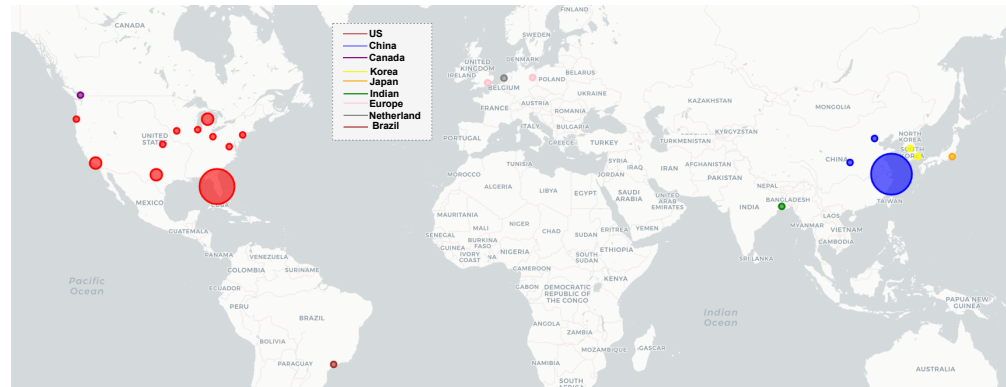 US
China
Canada
Korea
Japan
Indian
Europe
Netherland
Brazil
FINLAND
CANADA
SWEDEN
UNITED
KINGDOM
DENMARK
IRELAND
BELARUS
POLAND
BELGIUM
UKRAINE
KAZAKHSTAN
MONGOLIA
FRANCE
AUSTRIA
ROMANIA
ITALY
BULGARIA
KYRGYZSTAN
NORTH
KOREA
UNITED
STATES
PORTUGAL
GREECE
TURKEY
TURKMENISTAN
SOUTH
TUNISIA
SYRIA
IRAQ
IRAN
AFGHANISTAN
CHINA
MOROCCO
JORDAN
PAKISTAN
ALGERIA
LIBYA
EGYPT
NEPAL
SAUDI
ARABIA
UNITED
ARAB
EMIRATES
BANGLADESH
TAIWAN
MEXICO
CUBA
INDIA
MAURITANIA
MYANMAR
LAOS
GUATEMALA
MALI
NIGER
CHAD
SUDAN
ERITREA
YEMEN
VIETNAM
SENEGAL
BURKINA
FASO
CAMBODIA
GUINEA
NIGERIA
ETHIOPIA
PANAMA
VENEZUELA
IVORY
COAST
SOUTH
SUDAN
SRI LANKA
COLOMBIA
SURINAME
CAMEROON
KENYA
Pacific
Ocean
ECUADOR
GABON
DEMOCRATIC
REPUBLIC OF
THE CONGO
PAPUA NEW
GUINEA
PERU
Indian
Ocean
BRAZIL
ANGOLA
ZAMBIA
BOLIVIA
MOZAMBIQUE
GASCAR
PARAGUAY
NAMIBIA
AUSTRALIA
SOUTH
AFRICA